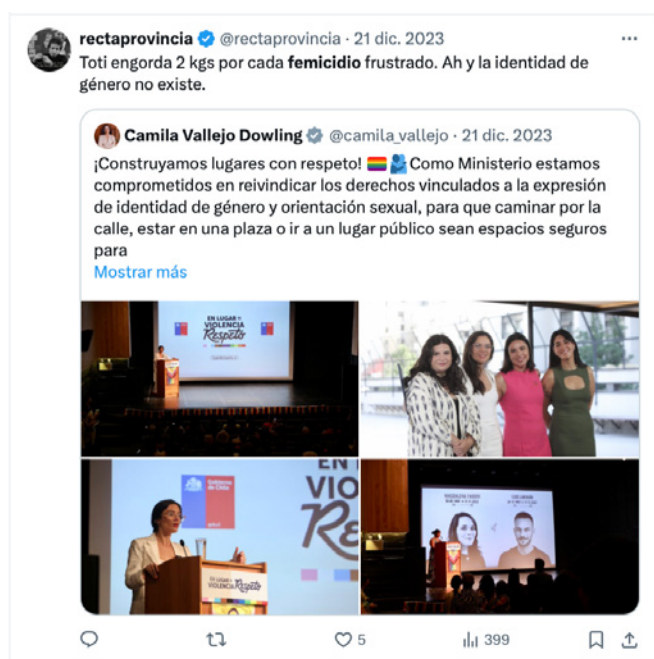 rectaprovincia @rectaprovincia · 21 dic. 2023
Toti engorda 2 kgs por cada femicidio frustrado. Ah y la identidad de
género no existe.
Camila Vallejo Dowling @camila_vallejo · 21 dic. 2023
¡Construyamos lugares con respeto! 🏳️‍🌈🫂 Como Ministerio estamos
comprometidos en reivindicar los derechos vinculados a la expresión
de identidad de género y orientación sexual, para que caminar por la
calle, estar en una plaza o ir a un lugar público sean espacios seguros
para
Mostrar más
EN LUGAR DE
VIOLENCIA
Respeto
Gobierno
de Chile
EN LUGAR DE
VIOLENCIA Respeto
5
399